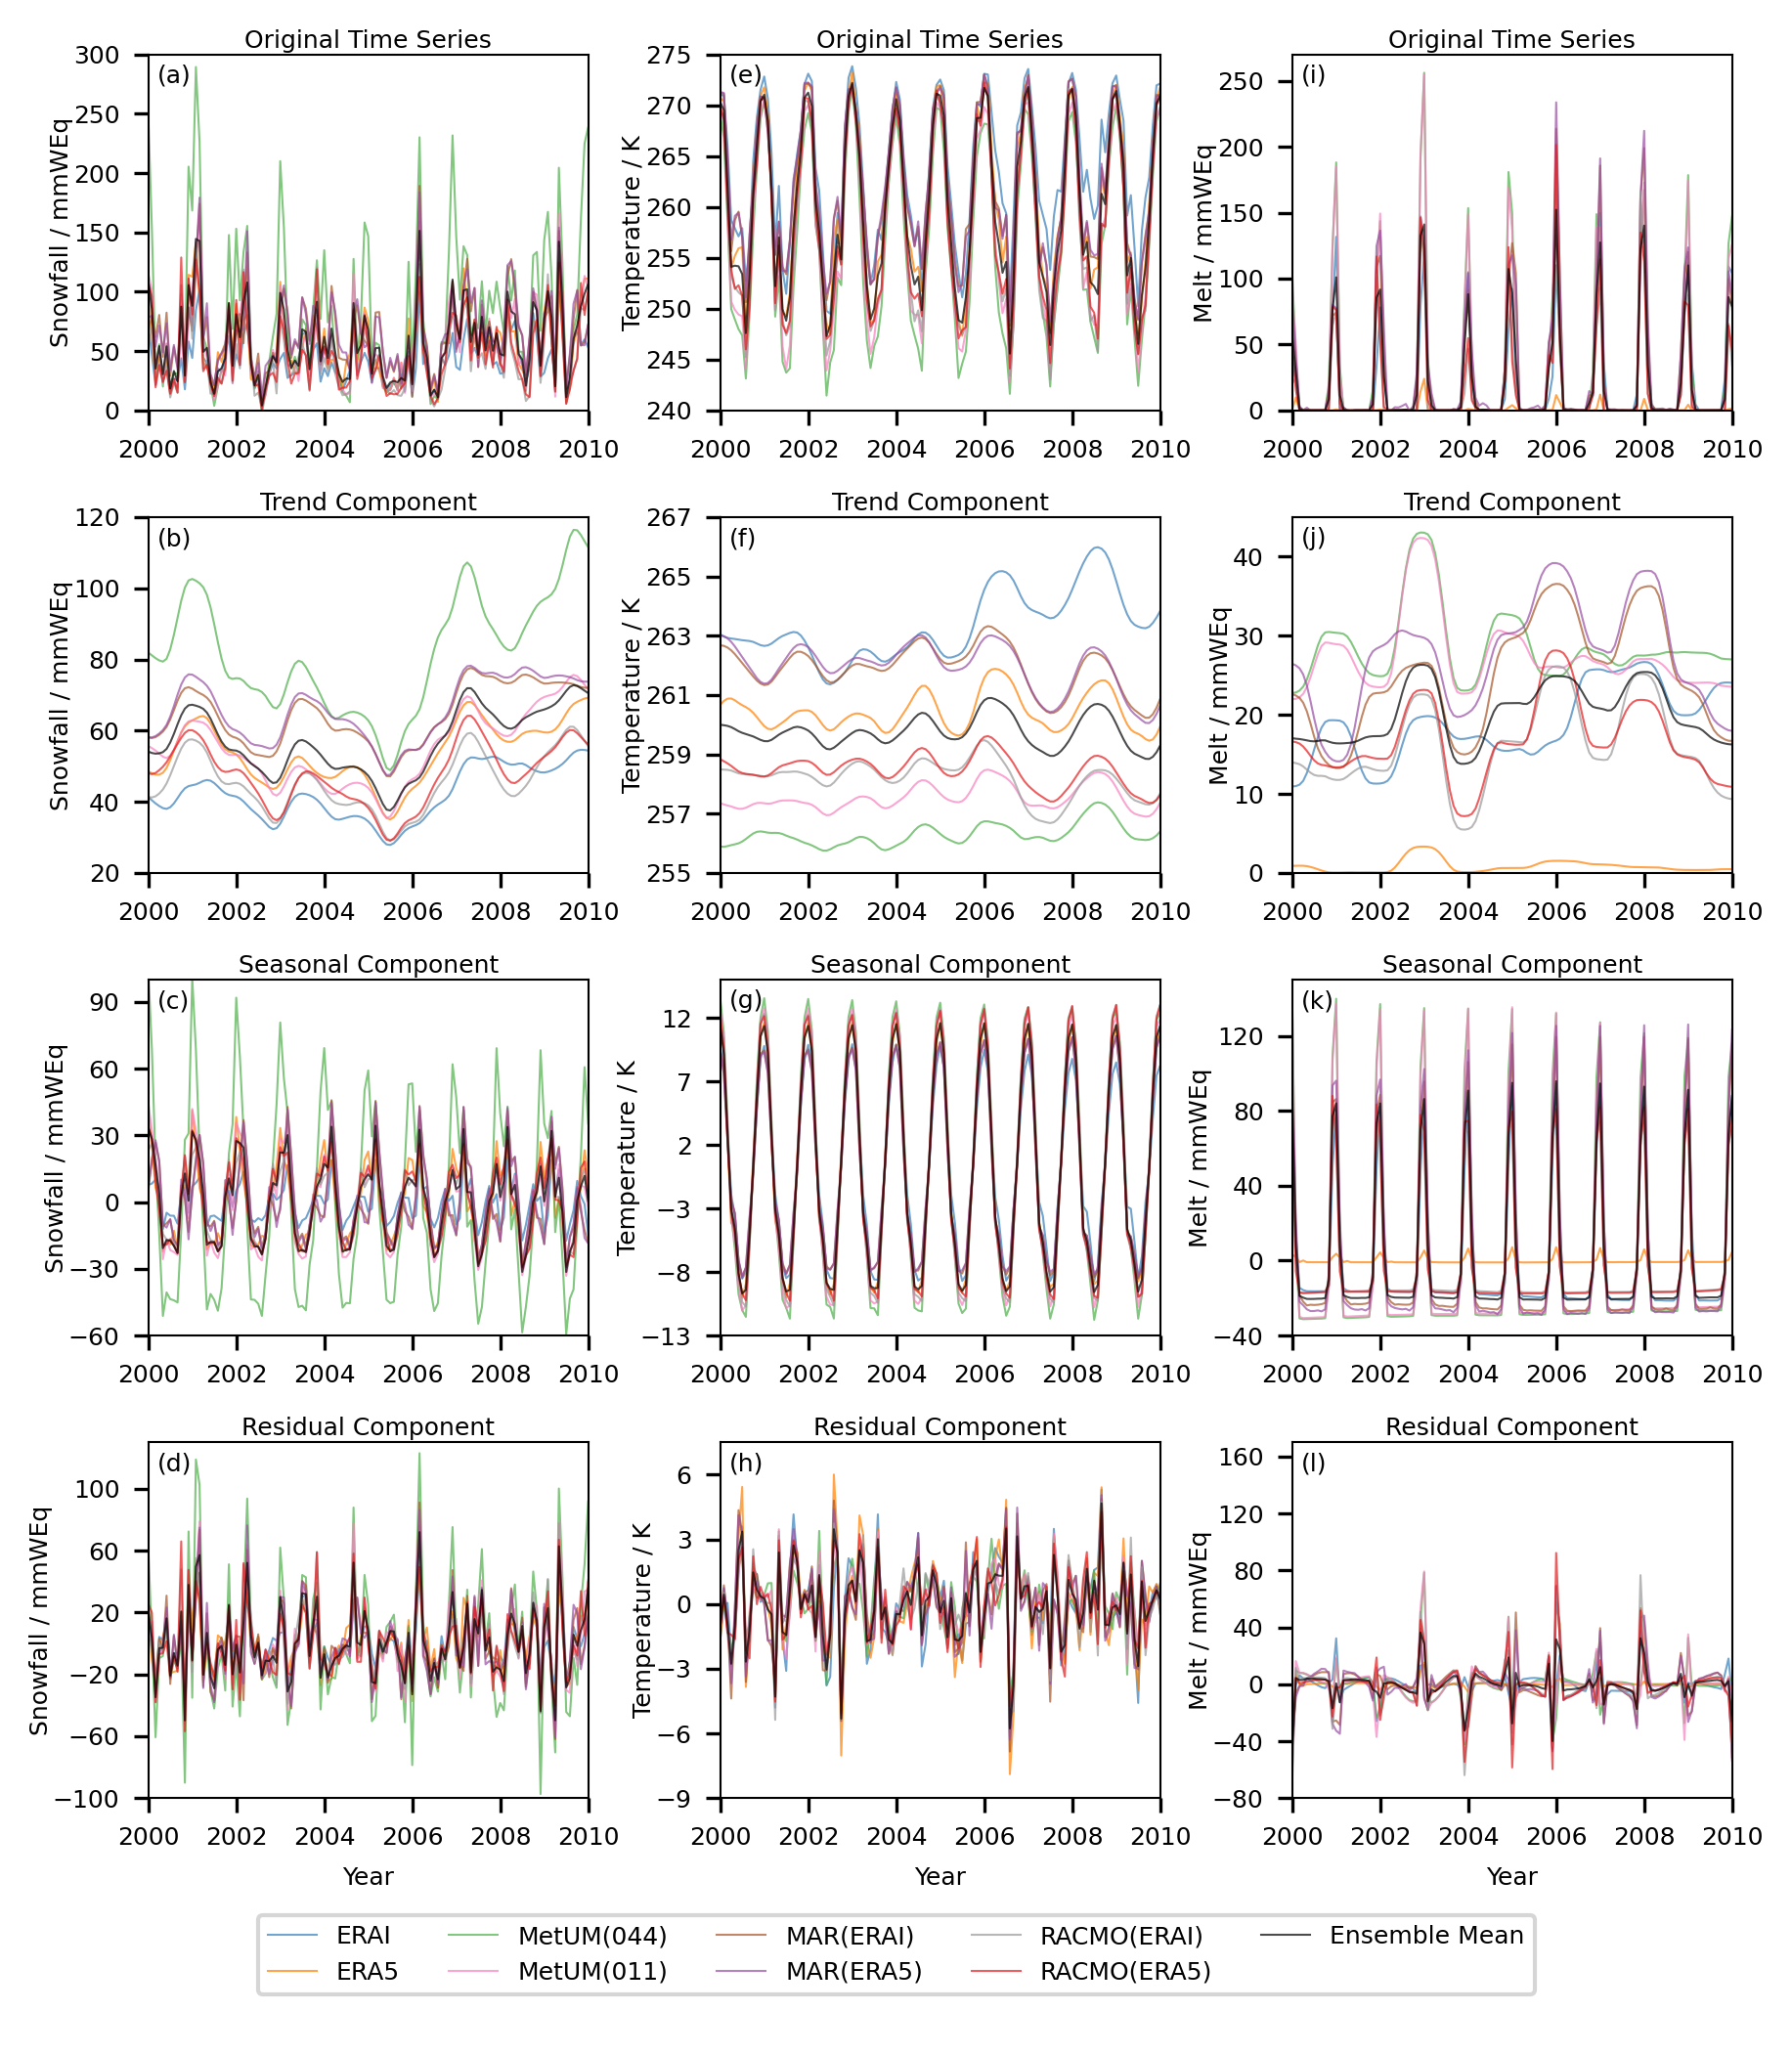 Original Time Series Original Time Series Original Time Series
(a) (e) (i)
Snowfall / mmWEq Temperature / K Melt / mmWEq
300 250 200 150 100 50 0
275 270 265 260 255 250 245 240
250 200 150 100 50 0
2000 2002 2004 2006 2008 2010 2000 2002 2004 2006 2008 2010 2000 2002 2004 2006 2008 2010
Trend Component Trend Component Trend Component
(b) (f) (j)
Snowfall / mmWEq Temperature / K Melt / mmWEq
120 100 80 60 40 20
267 265 263 261 259 257 255
40 30 20 10 0
2000 2002 2004 2006 2008 2010 2000 2002 2004 2006 2008 2010 2000 2002 2004 2006 2008 2010
Seasonal Component Seasonal Component Seasonal Component
(c) (g) (k)
Snowfall / mmWEq Temperature / K Melt / mmWEq
90 60 30 0 −30 −60
12 7 2 −3 −8 −13
120 80 40 0 −40
2000 2002 2004 2006 2008 2010 2000 2002 2004 2006 2008 2010 2000 2002 2004 2006 2008 2010
Residual Component Residual Component Residual Component
(d) (h) (l)
Snowfall / mmWEq Temperature / K Melt / mmWEq
100 60 20 −20 −60 −100
6 3 0 −3 −6 −9
160 120 80 40 0 −40 −80
2000 2002 2004 2006 2008 2010 2000 2002 2004 2006 2008 2010 2000 2002 2004 2006 2008 2010
Year Year Year
ERAI MetUM(044) MAR(ERAI) RACMO(ERAI) Ensemble Mean
ERA5 MetUM(011) MAR(ERA5) RACMO(ERA5)